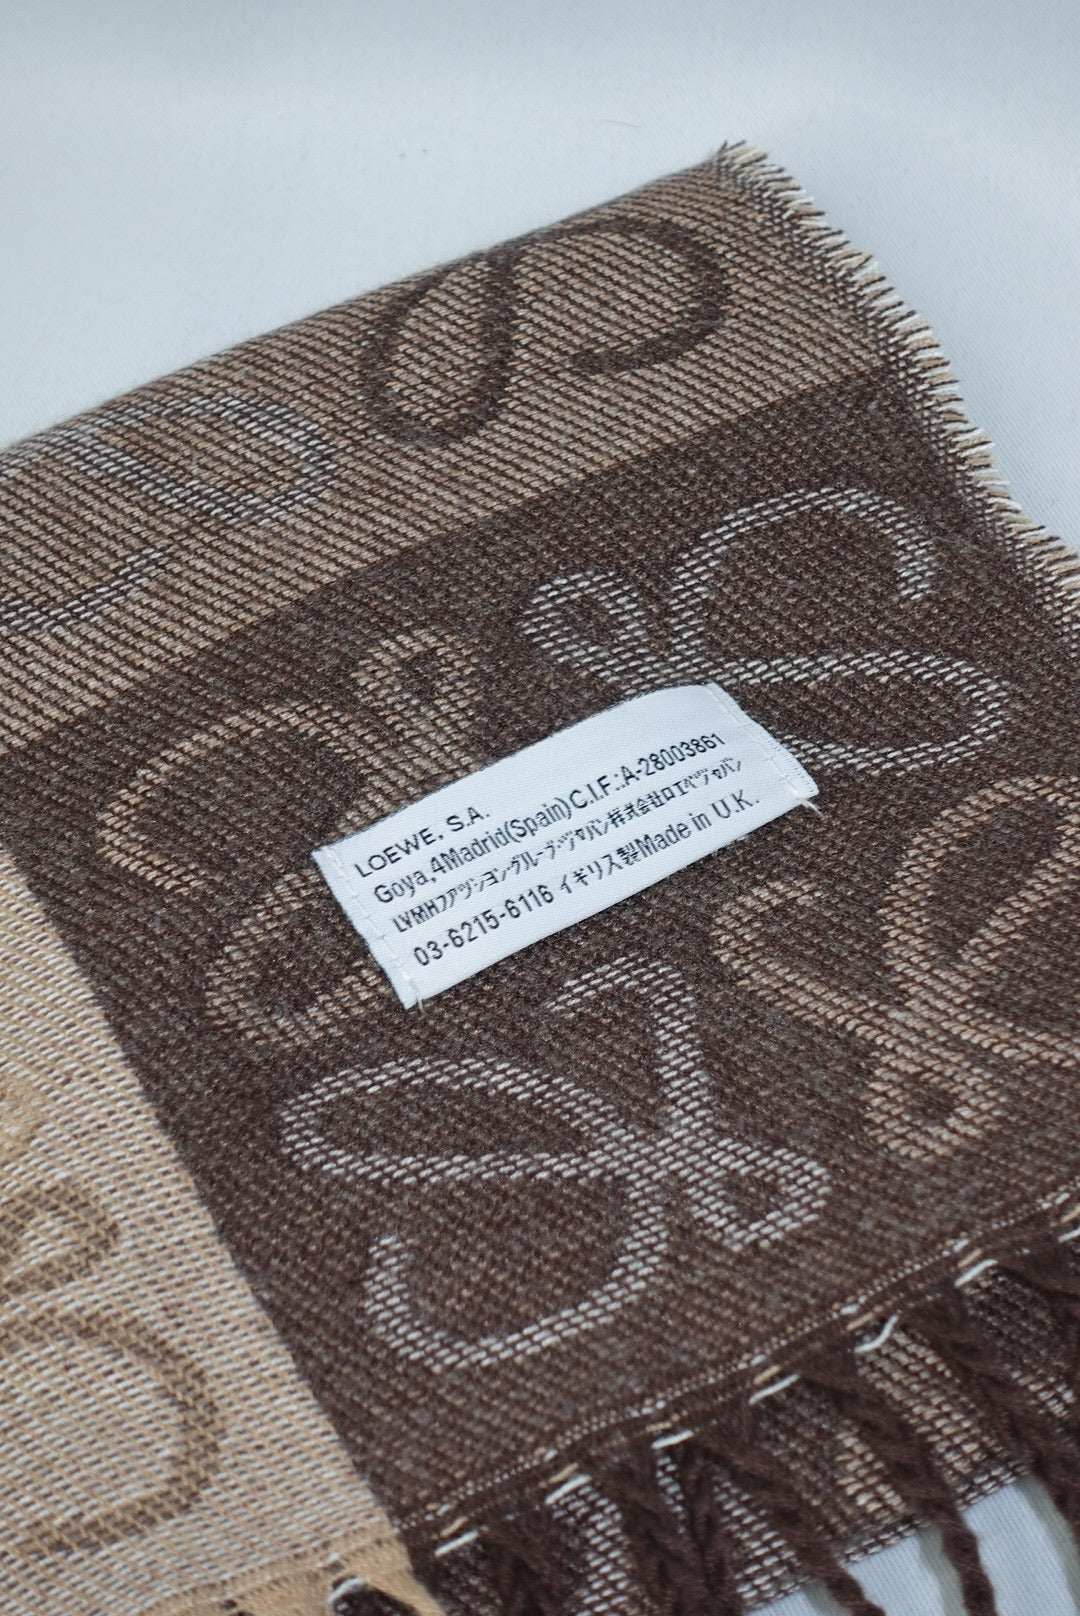 LOEWE. S.A.
Goya,4Madrid(Spain)C.I.F.:A-28003861
LVMHファッション・グループ・ジャパン株式会社ロエベジャパン
03-6215-6116 イギリス製Made in U.K.